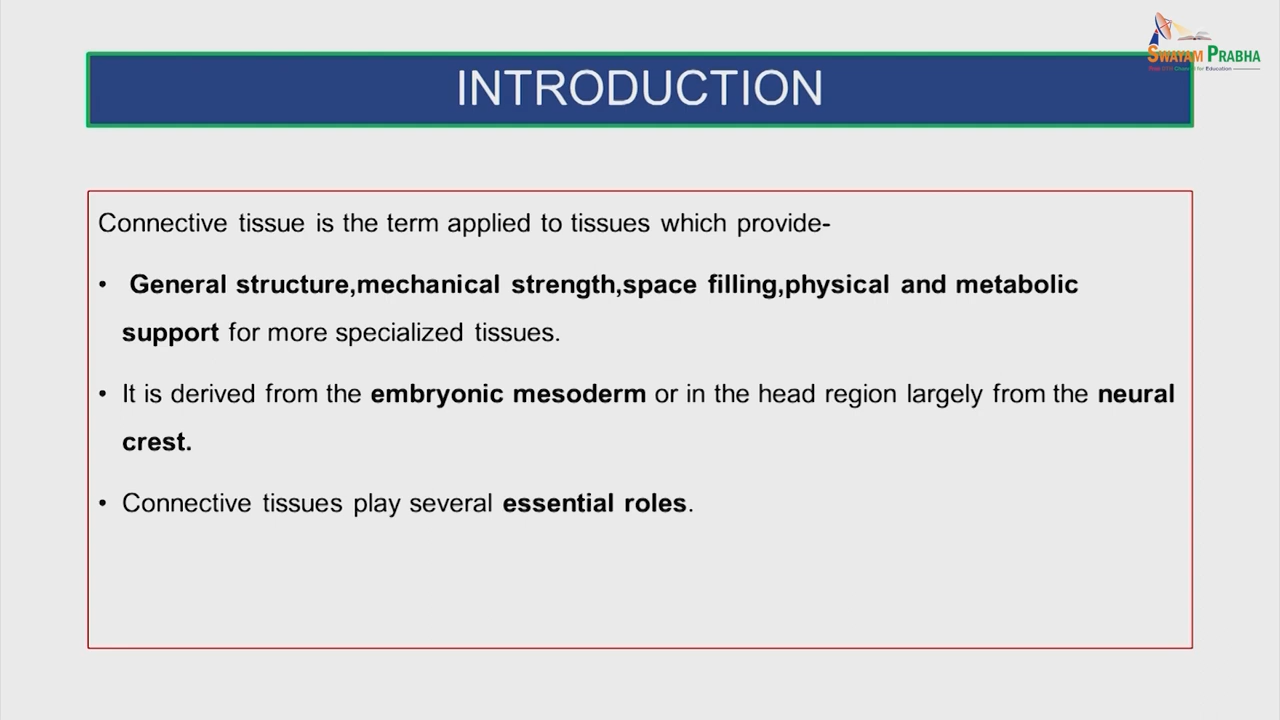 SWAYAM PRABHA
INTRODUCTION
Connective tissue is the term applied to tissues which provide-
• General structure,mechanical strength,space filling,physical and metabolic
support for more specialized tissues.
• It is derived from the embryonic mesoderm or in the head region largely from the neural
crest.
• Connective tissues play several essential roles.